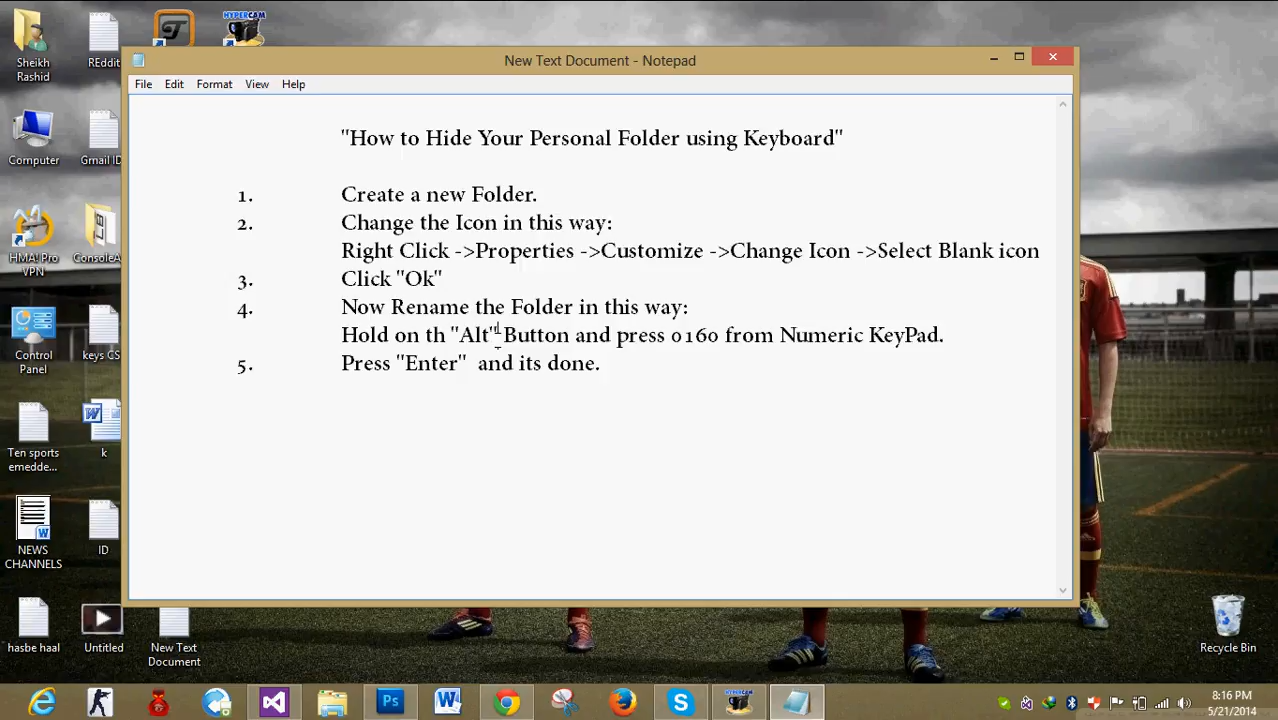 HYPERCAM
Sheikh
Rashid
REddit
New Text Document - Notepad
File Edit Format View Help
"How to Hide Your Personal Folder using Keyboard"
1. Create a new Folder.
2. Change the Icon in this way:
Right Click ->Properties ->Customize ->Change Icon ->Select Blank icon
3. Click "Ok"
4. Now Rename the Folder in this way:
Hold on th "Alt" Button and press 0160 from Numeric KeyPad.
5. Press "Enter"  and its done.
Computer
Gmail ID
HMA! Pro
VPN
ConsoleA
Control
Panel
keys CS
Ten sports
emedde...
k
NEWS
CHANNELS
ID
hasbe haal
Untitled
New Text
Document
Recycle Bin
Ps
HYPERCAM
8:16 PM
5/21/2014